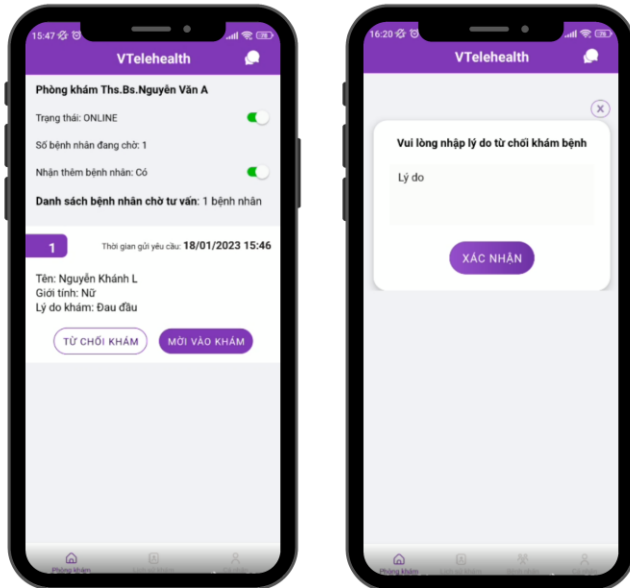 15:47
VTelehealth
Phòng khám Ths.Bs.Nguyễn Văn A
Trạng thái: ONLINE
Số bệnh nhân đang chờ: 1
Nhận thêm bệnh nhân: Có
Danh sách bệnh nhân chờ tư vấn: 1 bệnh nhân
1
Thời gian gửi yêu cầu: 18/01/2023 15:46
Tên: Nguyễn Khánh L
Giới tính: Nữ
Lý do khám: Đau đầu
TỪ CHỐI KHÁM
MỜI VÀO KHÁM
Phòng khám
16:20
VTelehealth
X
Vui lòng nhập lý do từ chối khám bệnh
Lý do
XÁC NHẬN
Phòng khám